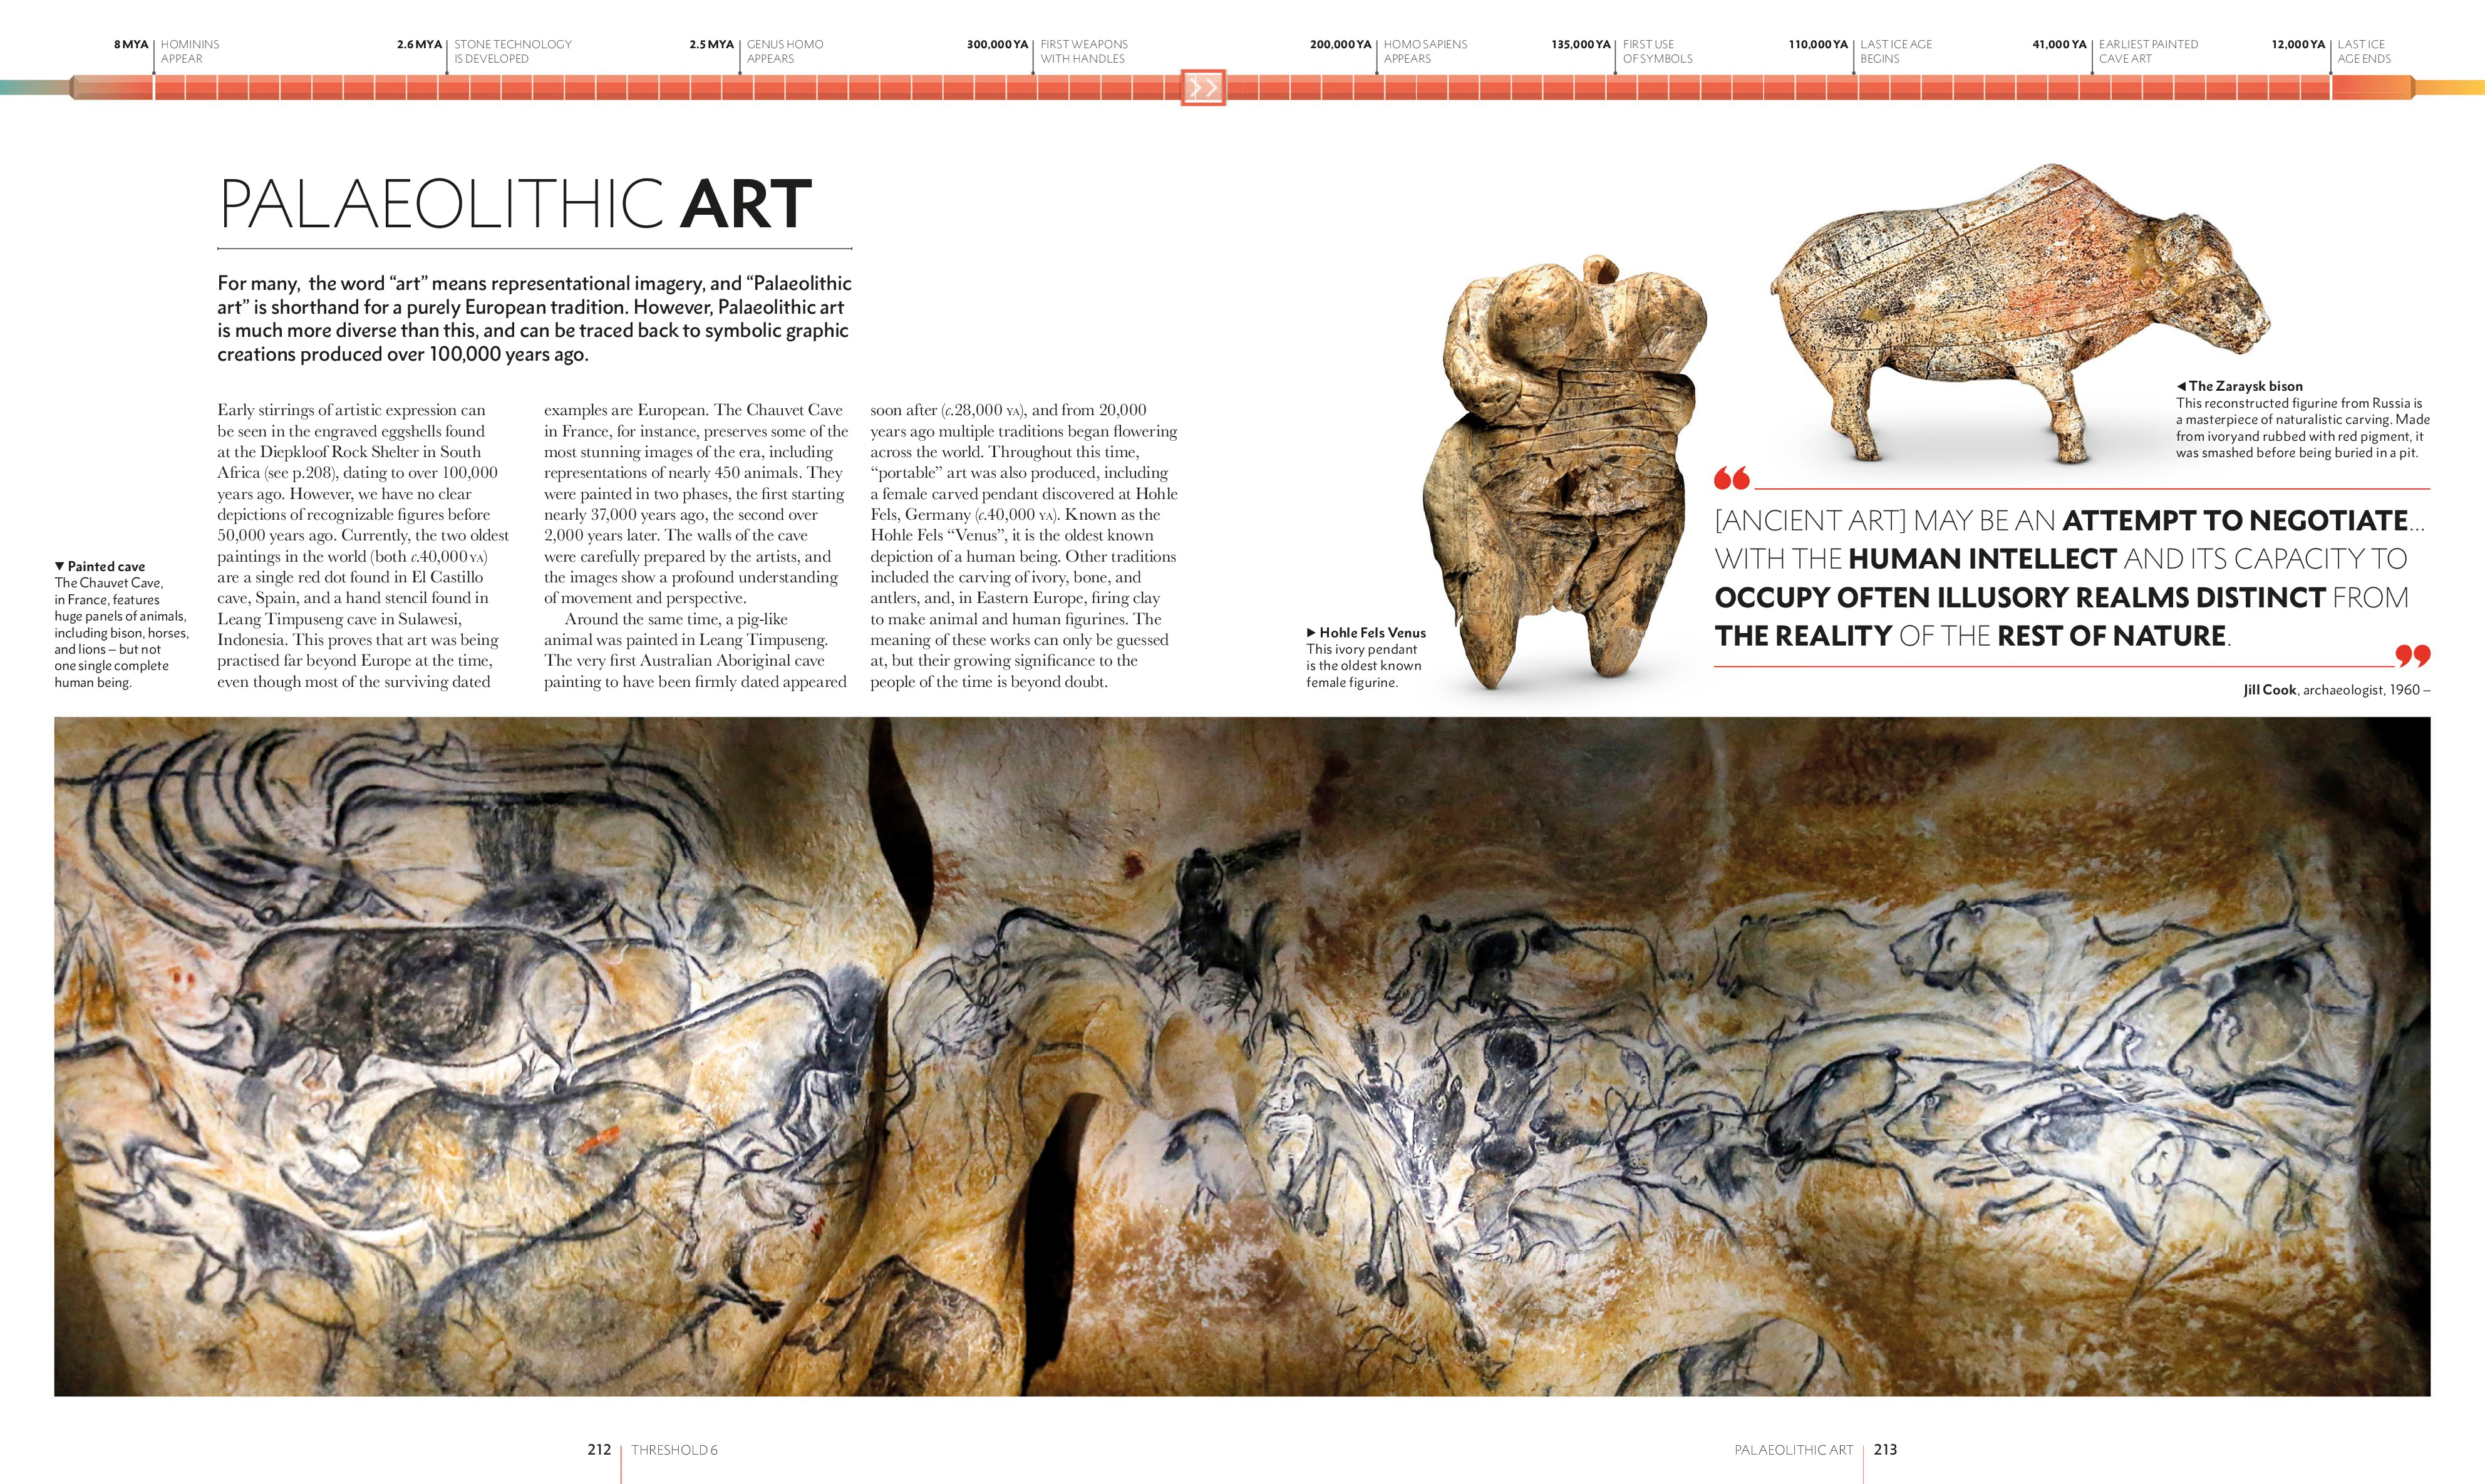 8 MYA HOMININS
APPEAR
2.6 MYA STONE TECHNOLOGY
IS DEVELOPED
2.5 MYA GENUS HOMO
APPEARS
300,000 YA FIRST WEAPONS
WITH HANDLES
200,000 YA HOMO SAPIENS
APPEARS
135,000 YA FIRST USE
OF SYMBOLS
110,000 YA LAST ICE AGE
BEGINS
41,000 YA EARLIEST PAINTED
CAVE ART
12,000 YA LAST ICE
AGE ENDS
PALAEOLITHIC ART
For many, the word “art” means representational imagery, and “Palaeolithic
art” is shorthand for a purely European tradition. However, Palaeolithic art
is much more diverse than this, and can be traced back to symbolic graphic
creations produced over 100,000 years ago.
Early stirrings of artistic expression can
be seen in the engraved eggshells found
at the Diepkloof Rock Shelter in South
Africa (see p.208), dating to over 100,000
years ago. However, we have no clear
depictions of recognizable figures before
50,000 years ago. Currently, the two oldest
paintings in the world (both c.40,000 YA)
are a single red dot found in El Castillo
cave, Spain, and a hand stencil found in
Leang Timpuseng cave in Sulawesi,
Indonesia. This proves that art was being
practised far beyond Europe at the time,
even though most of the surviving dated
examples are European. The Chauvet Cave
in France, for instance, preserves some of the
most stunning images of the era, including
representations of nearly 450 animals. They
were painted in two phases, the first starting
nearly 37,000 years ago, the second over
2,000 years later. The walls of the cave
were carefully prepared by the artists, and
the images show a profound understanding
of movement and perspective.
Around the same time, a pig-like
animal was painted in Leang Timpuseng.
The very first Australian Aboriginal cave
painting to have been firmly dated appeared
soon after (c.28,000 YA), and from 20,000
years ago multiple traditions began flowering
across the world. Throughout this time,
“portable” art was also produced, including
a female carved pendant discovered at Hohle
Fels, Germany (c.40,000 YA). Known as the
Hohle Fels “Venus”, it is the oldest known
depiction of a human being. Other traditions
included the carving of ivory, bone, and
antlers, and, in Eastern Europe, firing clay
to make animal and human figurines. The
meaning of these works can only be guessed
at, but their growing significance to the
people of the time is beyond doubt.
▼ Painted cave
The Chauvet Cave,
in France, features
huge panels of animals,
including bison, horses,
and lions – but not
one single complete
human being.
▶ Hohle Fels Venus
This ivory pendant
is the oldest known
female figurine.
◀ The Zaraysk bison
This reconstructed figurine from Russia is
a masterpiece of naturalistic carving. Made
from ivoryand rubbed with red pigment, it
was smashed before being buried in a pit.
“
[ANCIENT ART] MAY BE AN ATTEMPT TO NEGOTIATE...
WITH THE HUMAN INTELLECT AND ITS CAPACITY TO
OCCUPY OFTEN ILLUSORY REALMS DISTINCT FROM
THE REALITY OF THE REST OF NATURE.
”
Jill Cook, archaeologist, 1960 –
212 THRESHOLD 6
PALAEOLITHIC ART 213